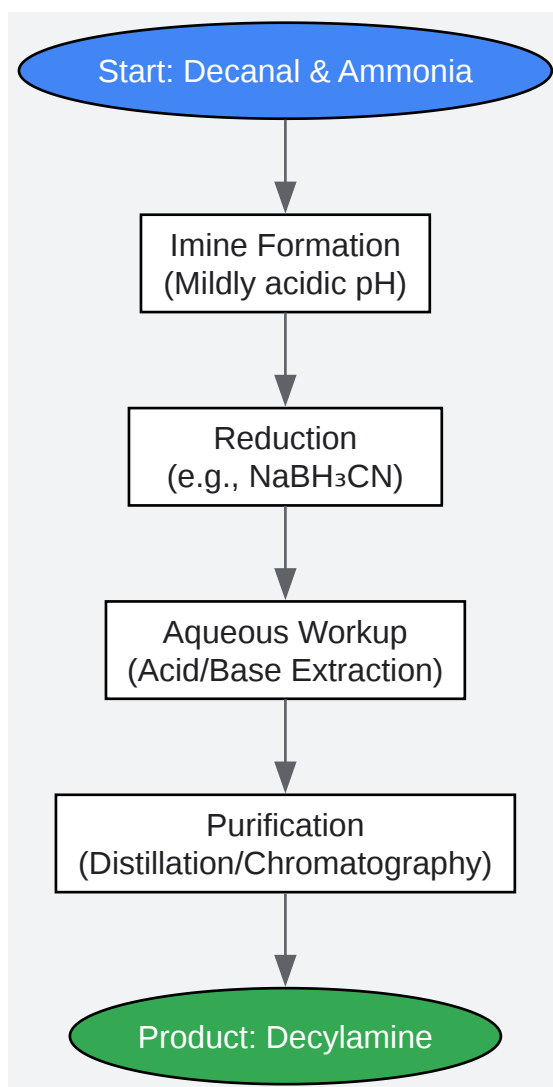 Start: Decanal & Ammonia
Imine Formation
(Mildly acidic pH)
Reduction
(e.g., NaBH₃CN)
Aqueous Workup
(Acid/Base Extraction)
Purification
(Distillation/Chromatography)
Product: Decylamine